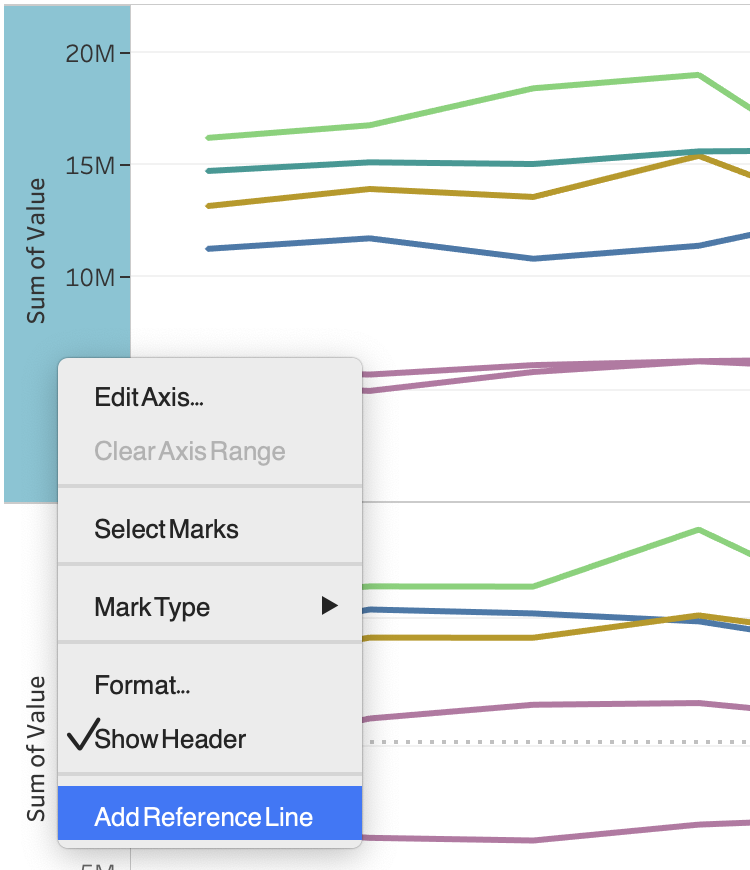 20M
15M
10M
Sum of Value
Edit Axis...
Clear Axis Range
Select Marks
Mark Type
Format...
Show Header
Add Reference Line
Sum of Value
5M